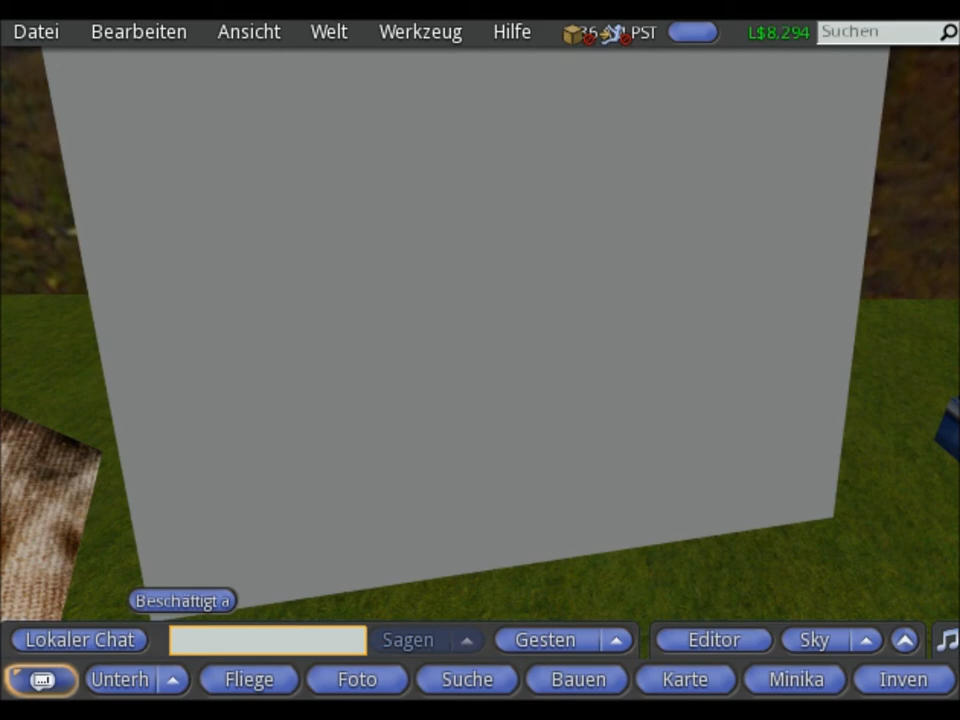 Datei Bearbeiten Ansicht Welt Werkzeug Hilfe PST L$8,294 Suchen
Beschäftigt a
Lokaler Chat Sagen Gesten Editor Sky
Unterh Fliege Foto Suche Bauen Karte Minika Inven